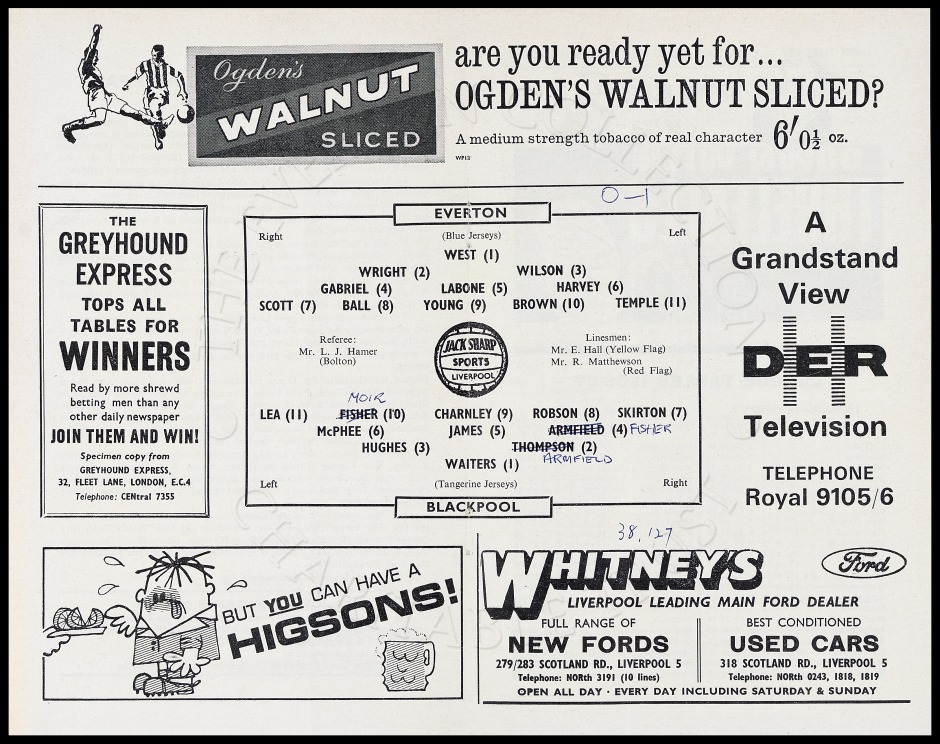 Ogden's
WALNUT
SLICED
are you ready yet for...
OGDEN'S WALNUT SLICED?
A medium strength tobacco of real character 6'0½ oz.
WP13
THE
GREYHOUND
EXPRESS
TOPS ALL
TABLES FOR
WINNERS
Read by more shrewd
betting men than any
other daily newspaper
JOIN THEM AND WIN!
Specimen copy from
GREYHOUND EXPRESS,
32, FLEET LANE, LONDON, E.C.4
Telephone: CENtral 7355
0-1
EVERTON
Right (Blue Jerseys) Left
WEST (1)
WRIGHT (2) WILSON (3)
GABRIEL (4) LABONE (5) HARVEY (6)
SCOTT (7) BALL (8) YOUNG (9) BROWN (10) TEMPLE (11)
Referee:
Mr. L. J. Hamer
(Bolton)
JACK SHARP
SPORTS
LIVERPOOL
Linesmen:
Mr. E. Hall (Yellow Flag)
Mr. R. Matthewson
(Red Flag)
MOIR
LEA (11) FISHER (10) CHARNLEY (9) ROBSON (8) SKIRTON (7)
McPHEE (6) JAMES (5) ARMFIELD (4) FISHER
HUGHES (3) THOMPSON (2)
ARMFIELD
WAITERS (1)
Left (Tangerine Jerseys) Right
BLACKPOOL
A
Grandstand
View
DER
Television
TELEPHONE
Royal 9105/6
BUT YOU CAN HAVE A
HIGSONS!
38,127
WHITNEY'S
Ford
LIVERPOOL LEADING MAIN FORD DEALER
FULL RANGE OF
NEW FORDS
279/283 SCOTLAND RD., LIVERPOOL 5
Telephone: NORth 3191 (10 lines)
BEST CONDITIONED
USED CARS
318 SCOTLAND RD., LIVERPOOL 5
Telephone: NORth 0243, 1818, 1819
OPEN ALL DAY · EVERY DAY INCLUDING SATURDAY & SUNDAY